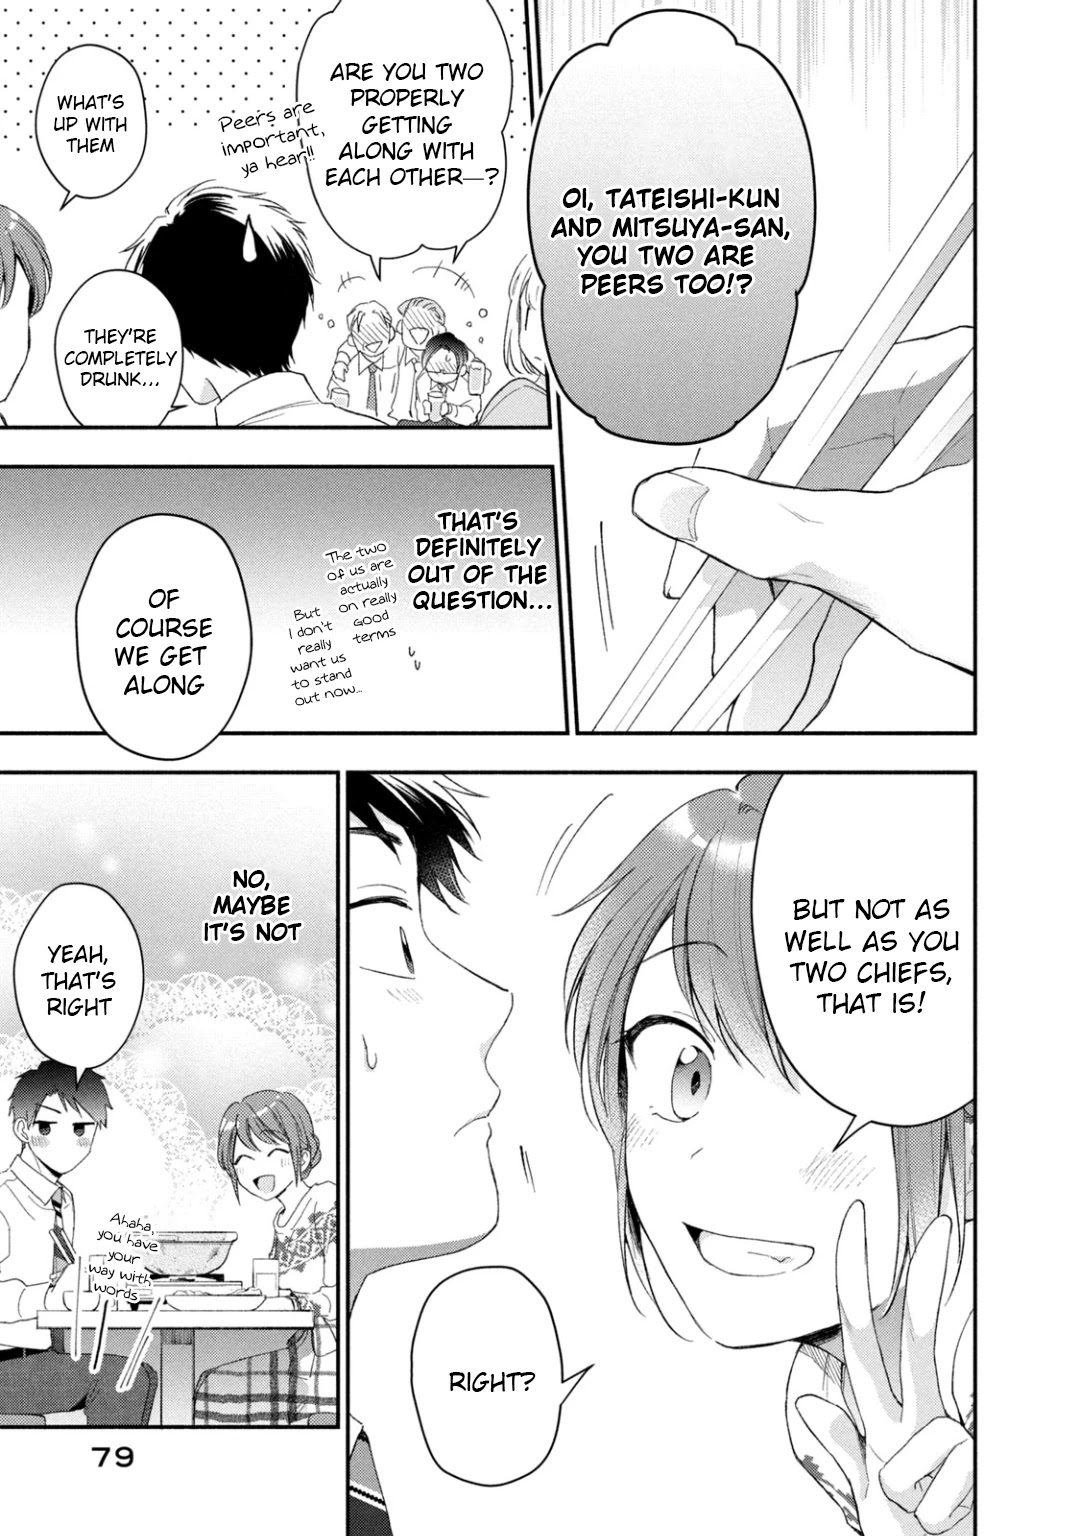 OI, TATEISHI-KUN
AND MITSUYA-SAN,
YOU TWO ARE
PEERS TOO!?
ARE YOU TWO
PROPERLY
GETTING
ALONG WITH
EACH OTHER—?
Peers are
important,
ya hear!!
WHAT'S
UP WITH
THEM
THEY'RE
COMPLETELY
DRUNK...
THAT'S
DEFINITELY
OUT OF THE
QUESTION...
The two
of us are
actually
on really
Good
terms
But
I don't
really
want us
to stand
out now...
OF
COURSE
WE GET
ALONG
BUT NOT AS
WELL AS YOU
TWO CHIEFS,
THAT IS!
RIGHT?
NO,
MAYBE
IT'S NOT
YEAH,
THAT'S
RIGHT
Ahaha,
you have
your
way with
words
79